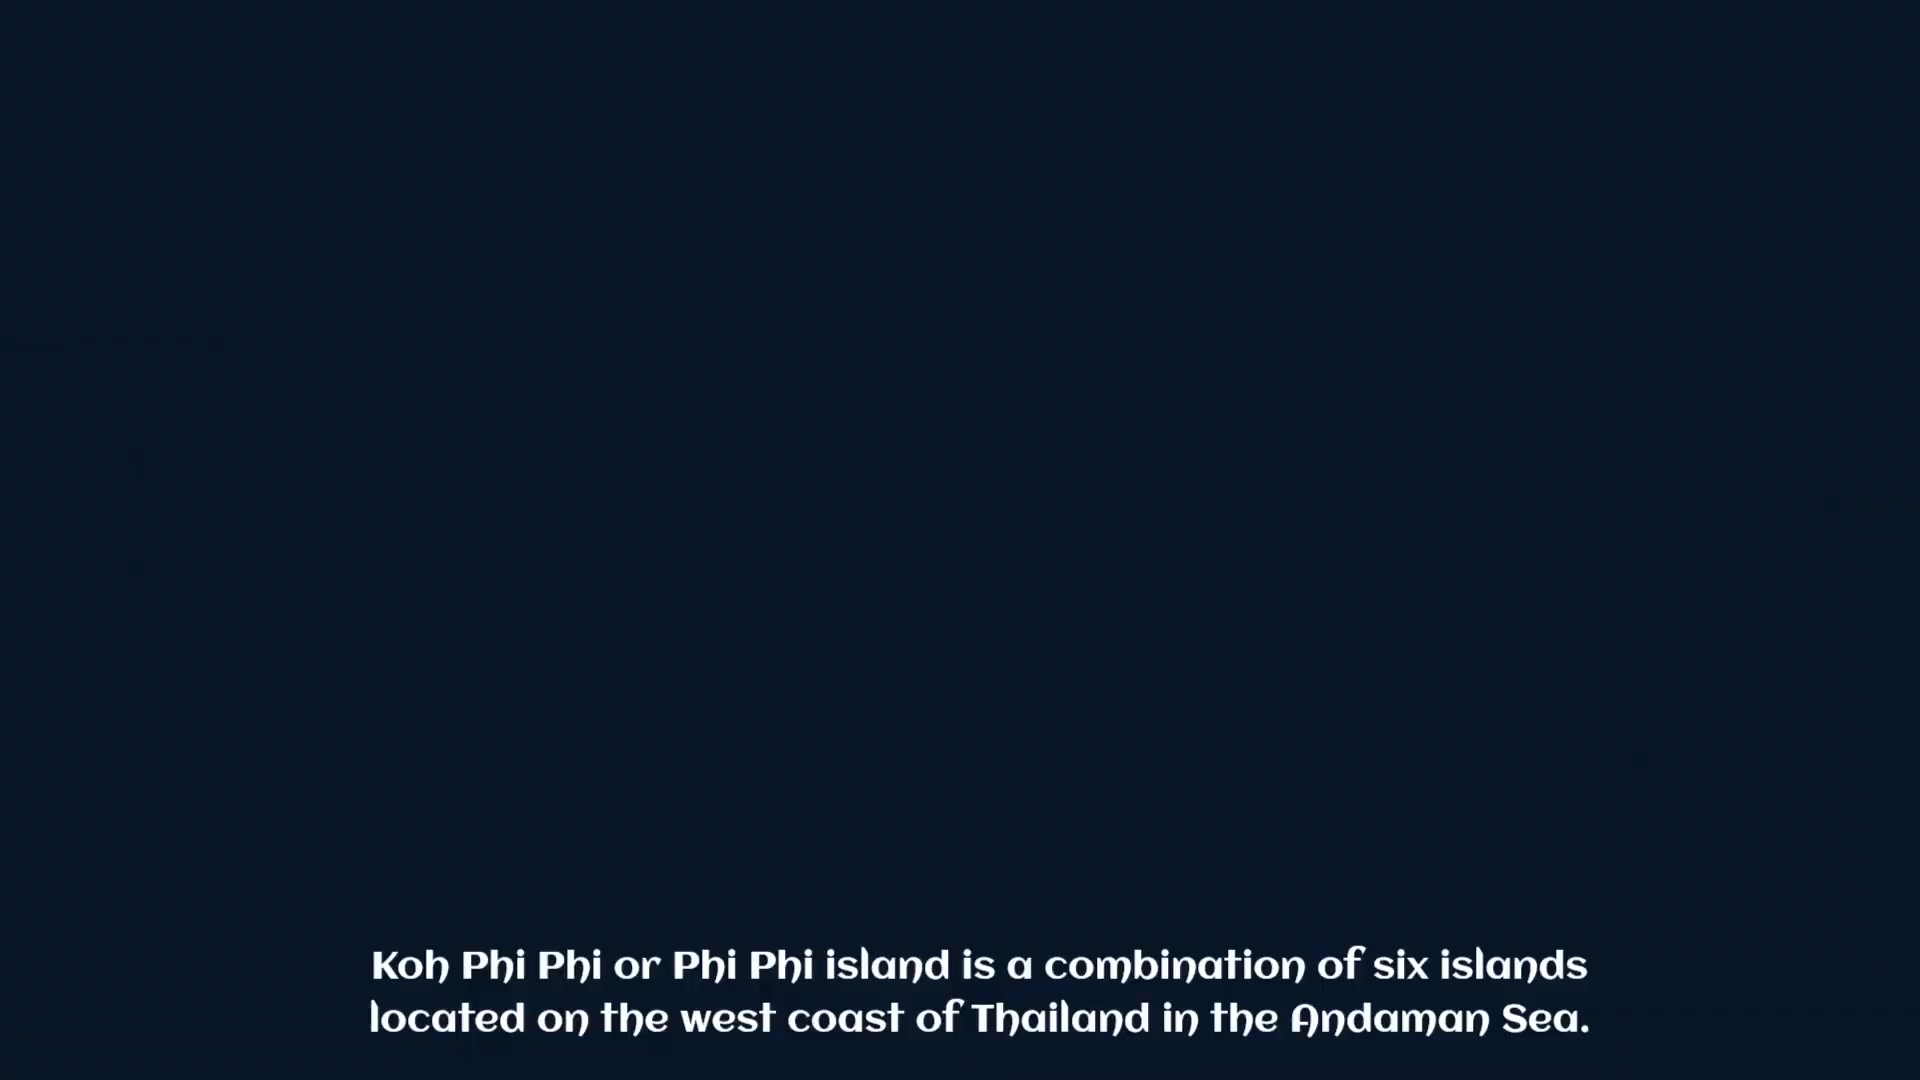 Koh Phi Phi or Phi Phi island is a combination of six islands
located on the west coast of Thailand in the Andaman Sea.